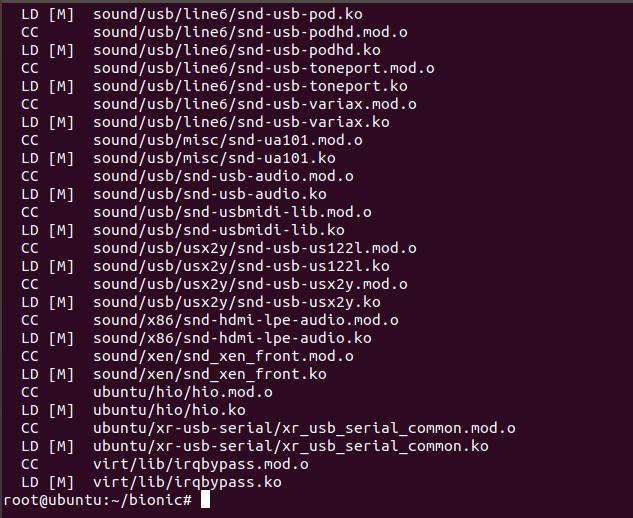 LD [M]  sound/usb/line6/snd-usb-pod.ko
CC      sound/usb/line6/snd-usb-podhd.mod.o
LD [M]  sound/usb/line6/snd-usb-podhd.ko
CC      sound/usb/line6/snd-usb-toneport.mod.o
LD [M]  sound/usb/line6/snd-usb-toneport.ko
CC      sound/usb/line6/snd-usb-variax.mod.o
LD [M]  sound/usb/line6/snd-usb-variax.ko
CC      sound/usb/misc/snd-ua101.mod.o
LD [M]  sound/usb/misc/snd-ua101.ko
CC      sound/usb/snd-usb-audio.mod.o
LD [M]  sound/usb/snd-usb-audio.ko
CC      sound/usb/snd-usbmidi-lib.mod.o
LD [M]  sound/usb/snd-usbmidi-lib.ko
CC      sound/usb/usx2y/snd-usb-us122l.mod.o
LD [M]  sound/usb/usx2y/snd-usb-us122l.ko
CC      sound/usb/usx2y/snd-usb-usx2y.mod.o
LD [M]  sound/usb/usx2y/snd-usb-usx2y.ko
CC      sound/x86/snd-hdmi-lpe-audio.mod.o
LD [M]  sound/x86/snd-hdmi-lpe-audio.ko
CC      sound/xen/snd_xen_front.mod.o
LD [M]  sound/xen/snd_xen_front.ko
CC      ubuntu/hio/hio.mod.o
LD [M]  ubuntu/hio/hio.ko
CC      ubuntu/xr-usb-serial/xr_usb_serial_common.mod.o
LD [M]  ubuntu/xr-usb-serial/xr_usb_serial_common.ko
CC      virt/lib/irqbypass.mod.o
LD [M]  virt/lib/irqbypass.ko
root@ubuntu:~/bionic#